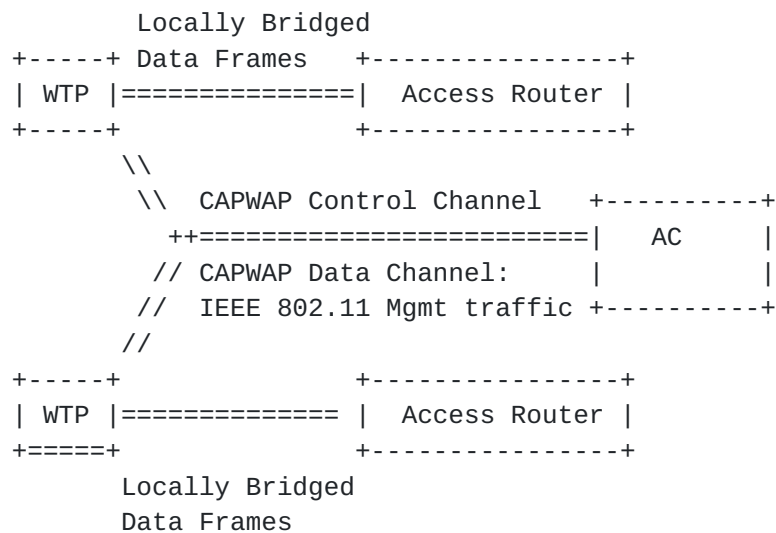 Locally Bridged
+-----+ Data Frames   +----------------+
| WTP |===============|  Access Router |
+-----+               +----------------+
       \\
        \\  CAPWAP Control Channel   +----------+
          ++=========================|   AC     |
         // CAPWAP Data Channel:     |          |
        //  IEEE 802.11 Mgmt traffic +----------+
       //
+-----+               +----------------+
| WTP |============== |  Access Router |
+=====+               +----------------+
       Locally Bridged
       Data Frames